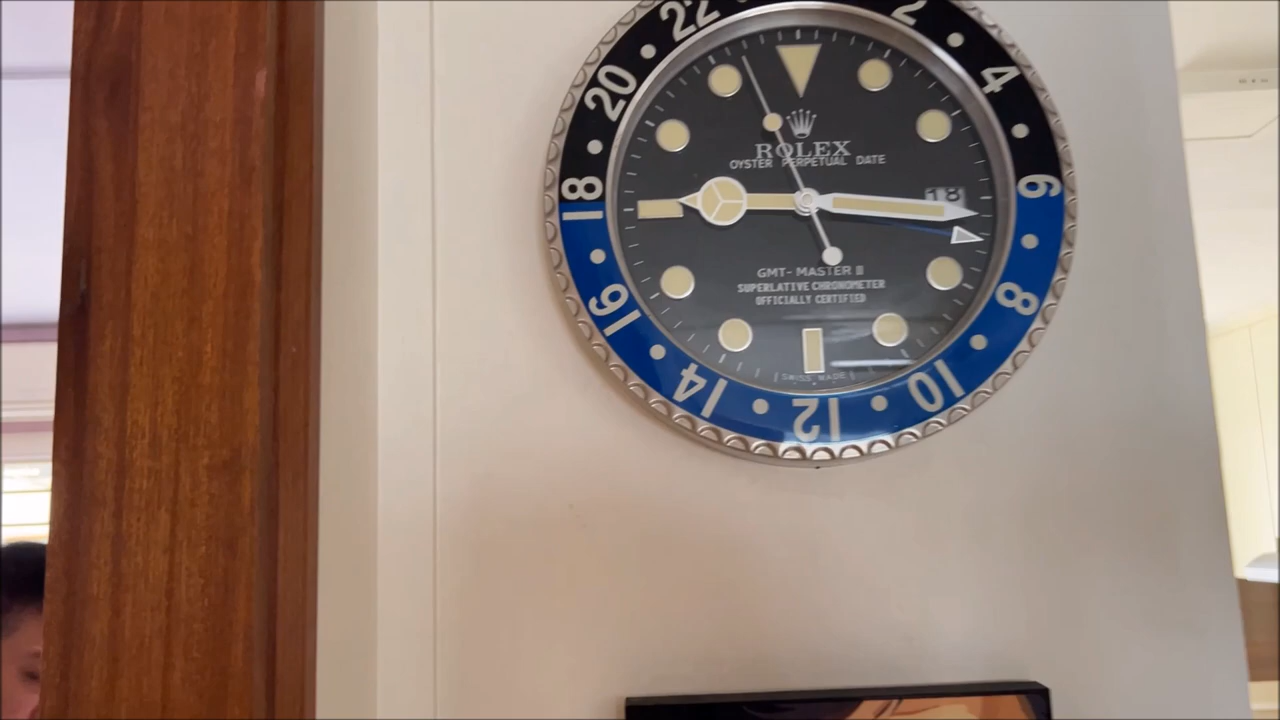 22
2
20
4
ROLEX
OYSTER PERPETUAL DATE
18
18
6
GMT-MASTER II
SUPERLATIVE CHRONOMETER
OFFICIALLY CERTIFIED
16
8
SWISS MADE
14
10
12